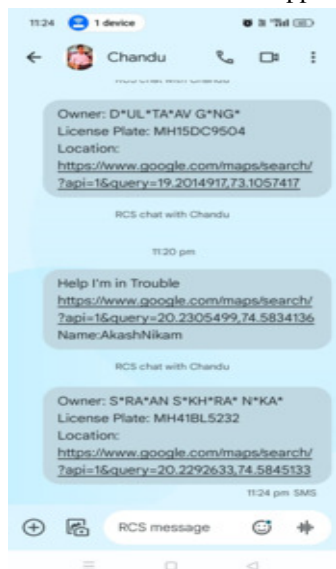 11:24
1 device
Chandu
RCS chat with Chandu
Owner: D*UL*TA*AV G*NG*
License Plate: MH15DC9504
Location:
https://www.google.com/maps/search/
?api=1&query=19.2014917,73.1057417
RCS chat with Chandu
11:20 pm
Help I'm in Trouble
https://www.google.com/maps/search/
?api=1&query=20.2305499,74.5834136
Name:AkashNikam
RCS chat with Chandu
Owner: S*RA*AN S*KH*RA* N*KA*
License Plate: MH41BL5232
Location:
https://www.google.com/maps/search/
?api=1&query=20.2292633,74.5845133
11:24 pm SMS
RCS message